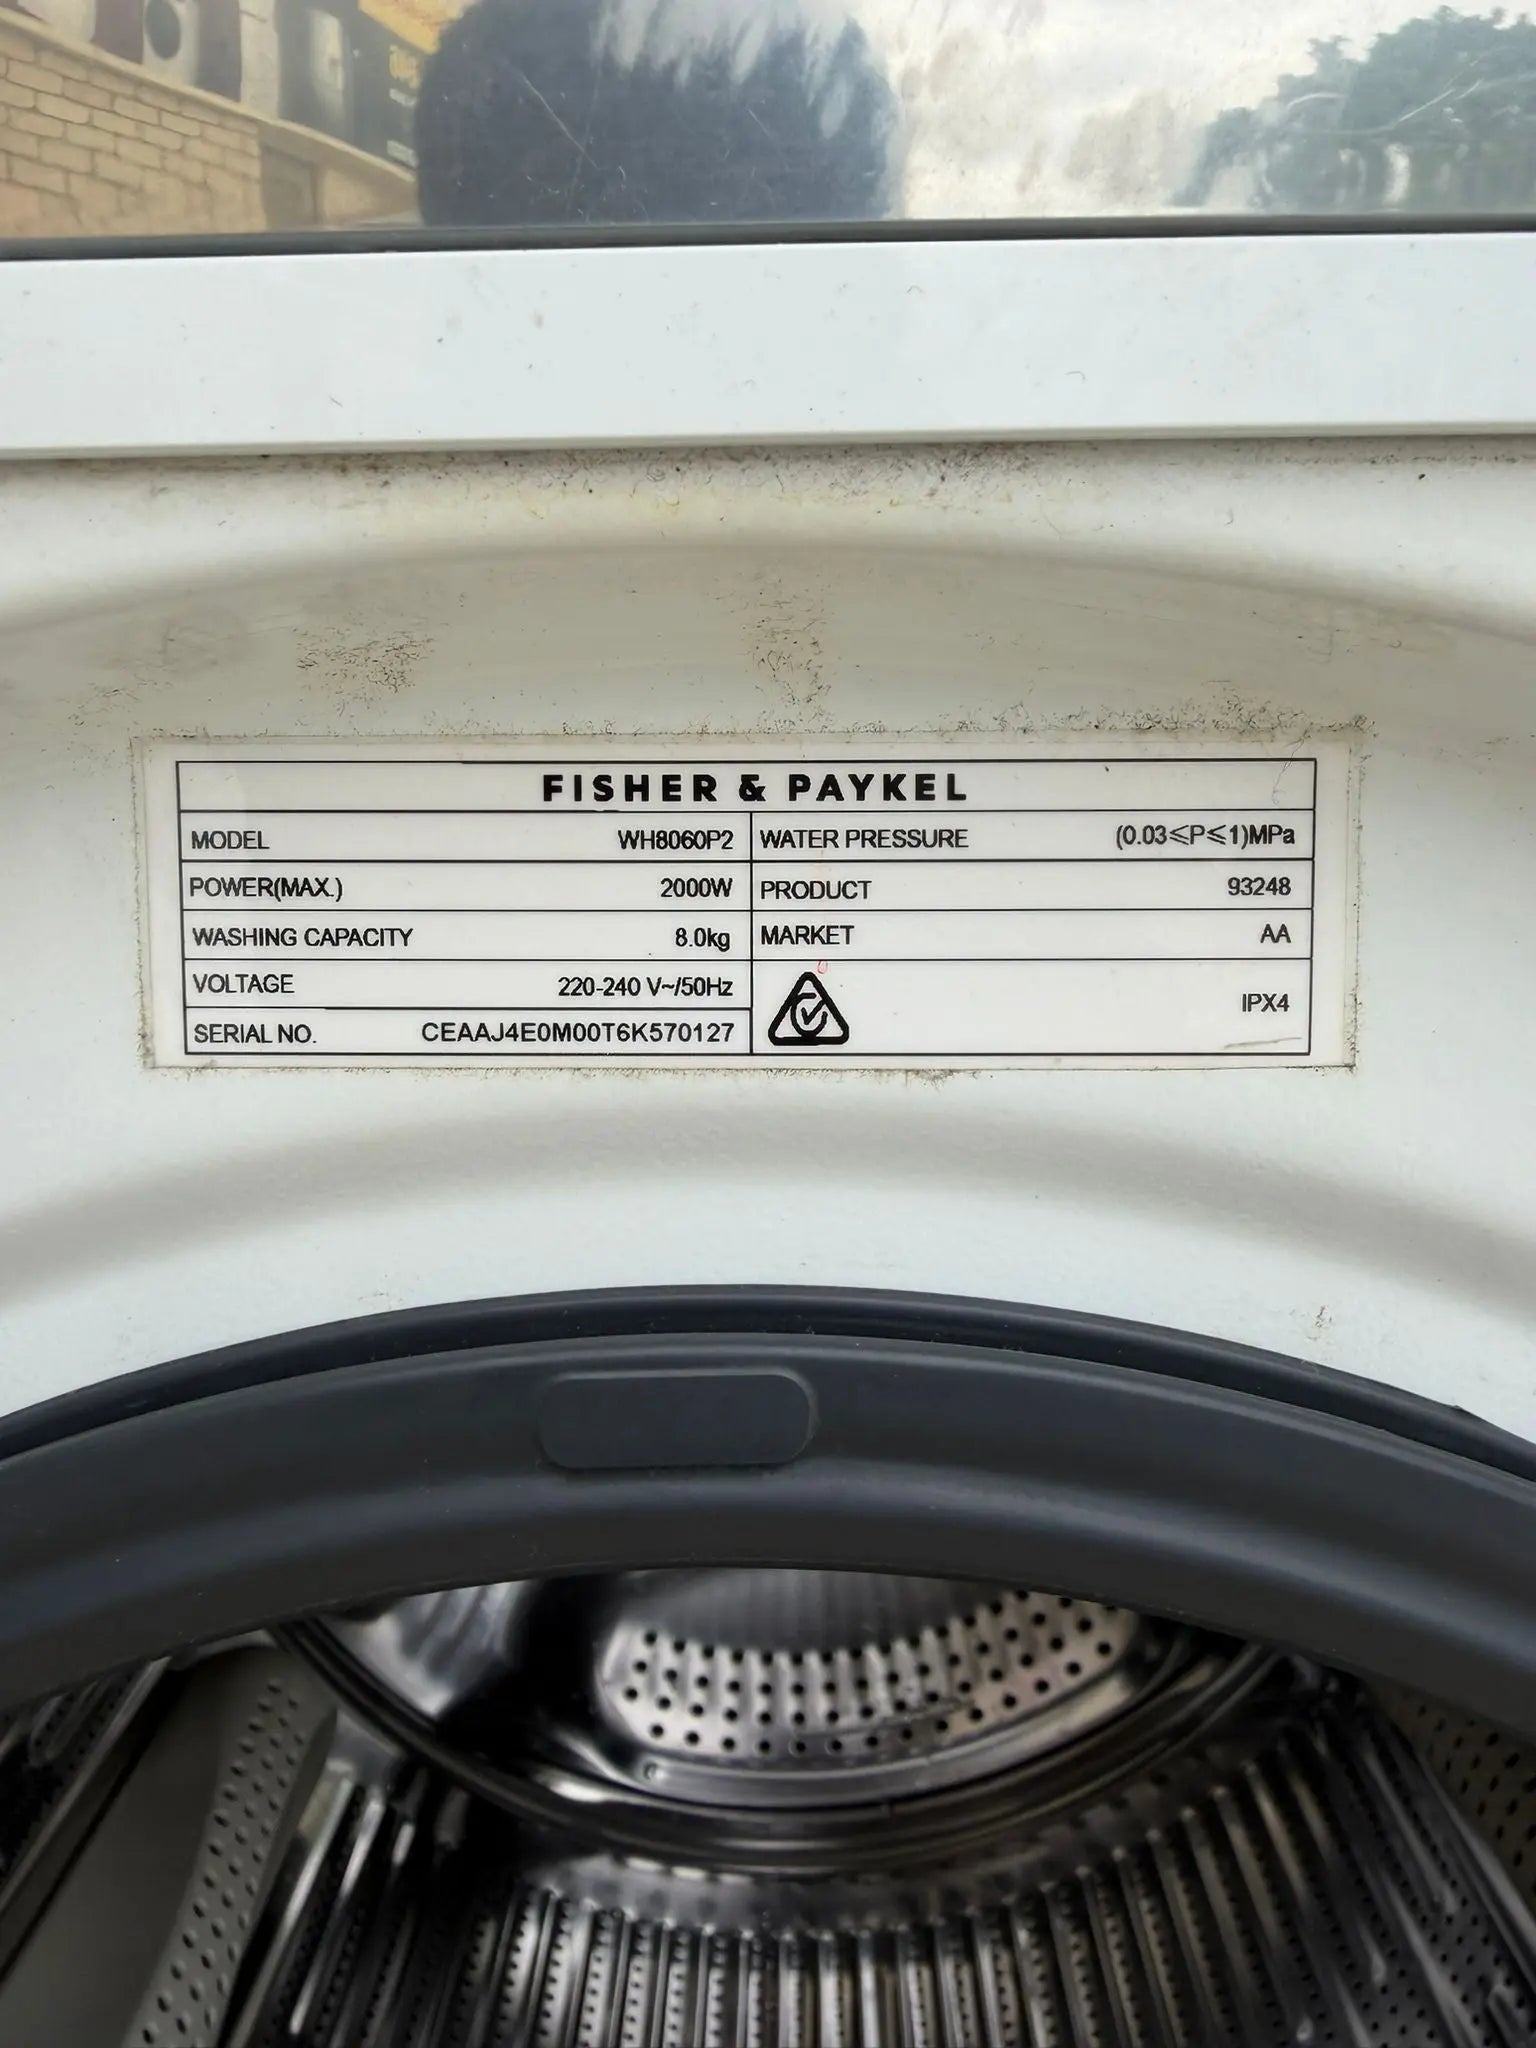 FISHER & PAYKEL
MODEL WH8060P2 WATER PRESSURE (0.03⩽P⩽1)MPa
POWER(MAX.) 2000W PRODUCT 93248
WASHING CAPACITY 8.0kg MARKET AA
VOLTAGE 220-240 V~/50Hz IPX4
SERIAL NO. CEAAJ4E0M00T6K570127